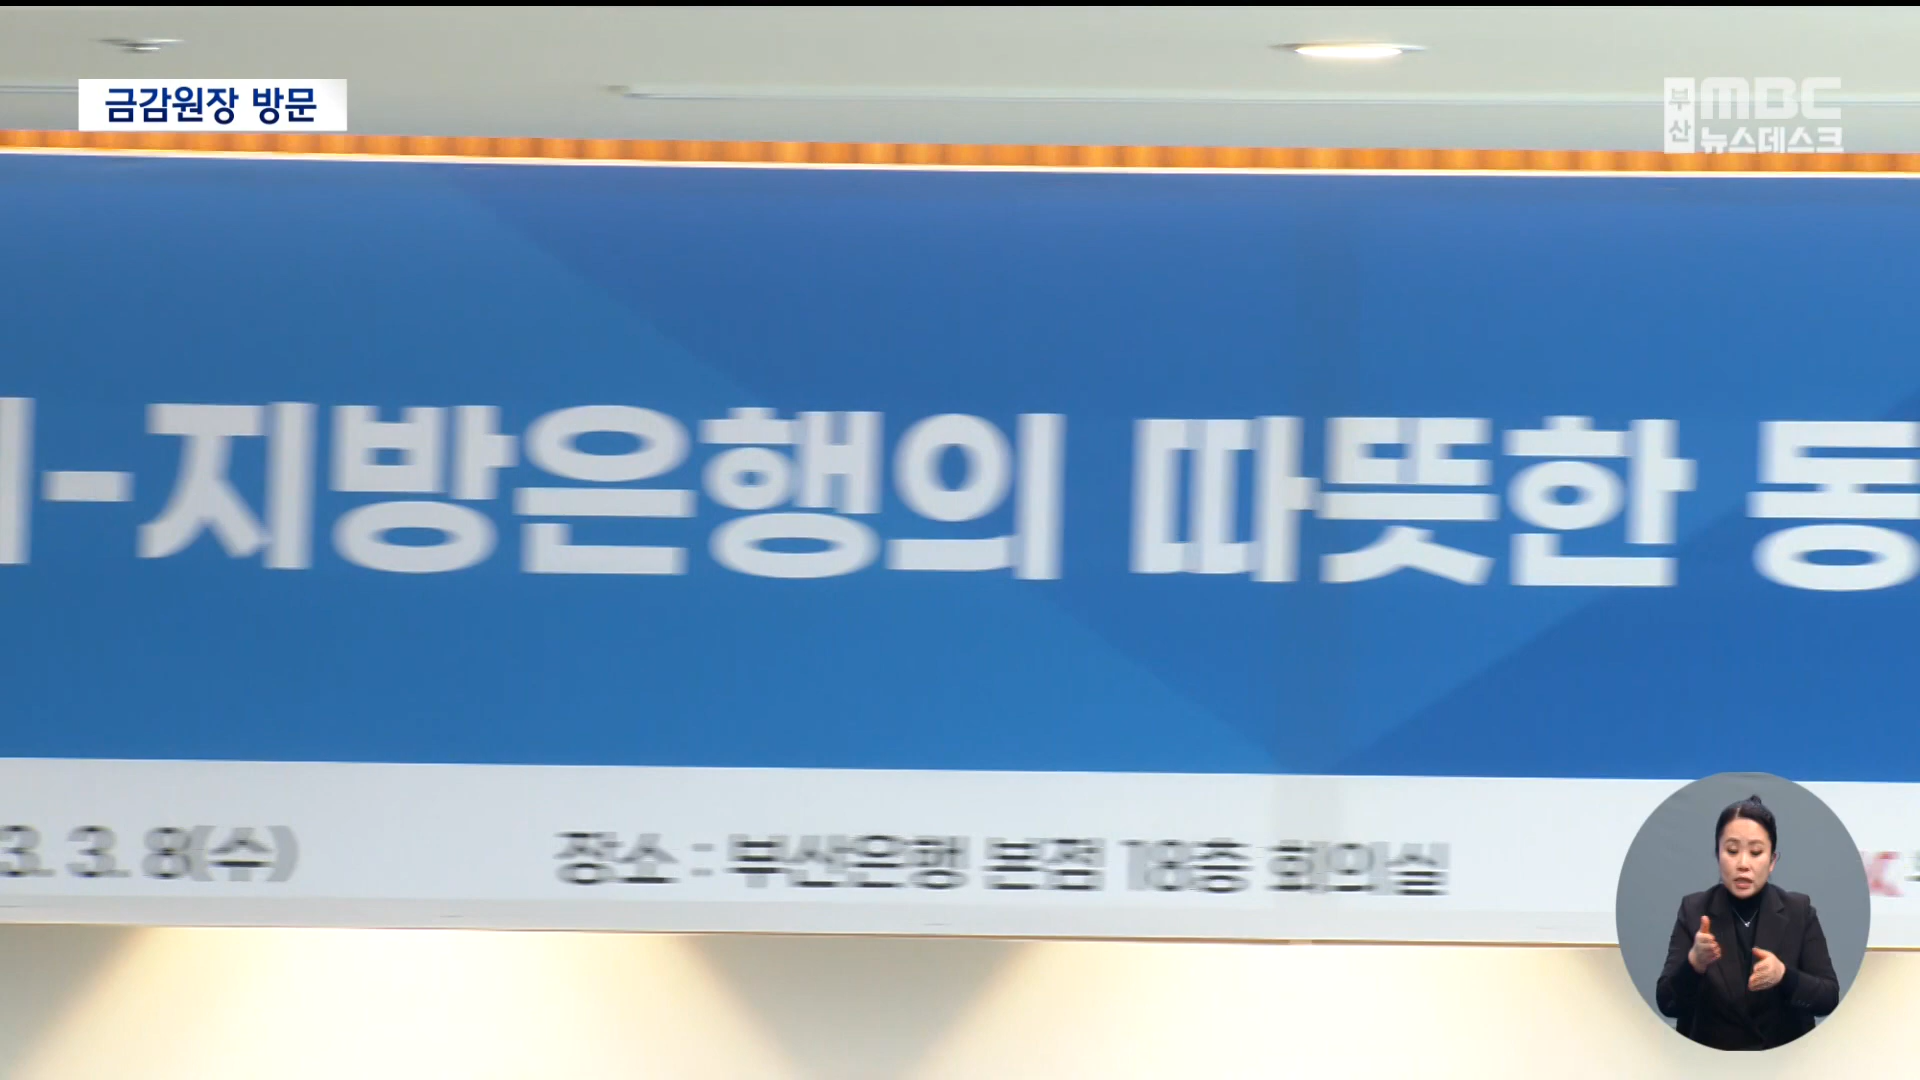 금감원장 방문
부산 MBC
뉴스데스크
-지방은행의 따뜻한 동
3. 3. 8(수)
장소 : 부산은행 본점 18층 회의실